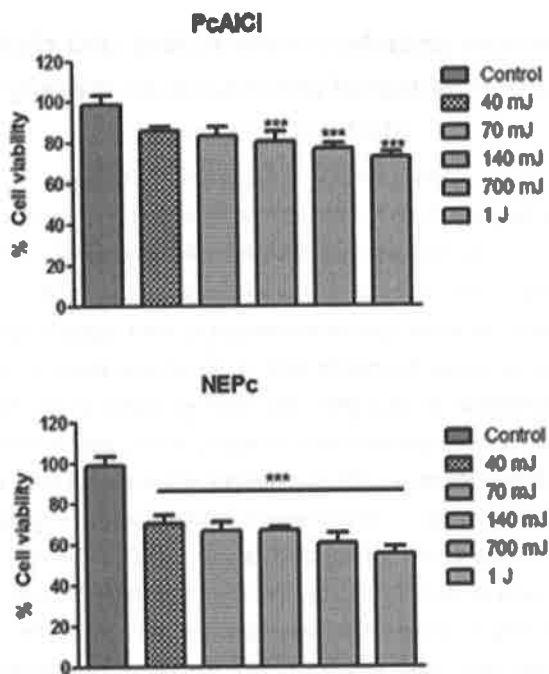 PcAlCl
120
100
80
60
40
20
0
% Cell viability
***
***
***
Control
40 mJ
70 mJ
140 mJ
700 mJ
1 J
NEPc
120
100
80
60
40
20
0
% Cell viability
***
Control
40 mJ
70 mJ
140 mJ
700 mJ
1 J